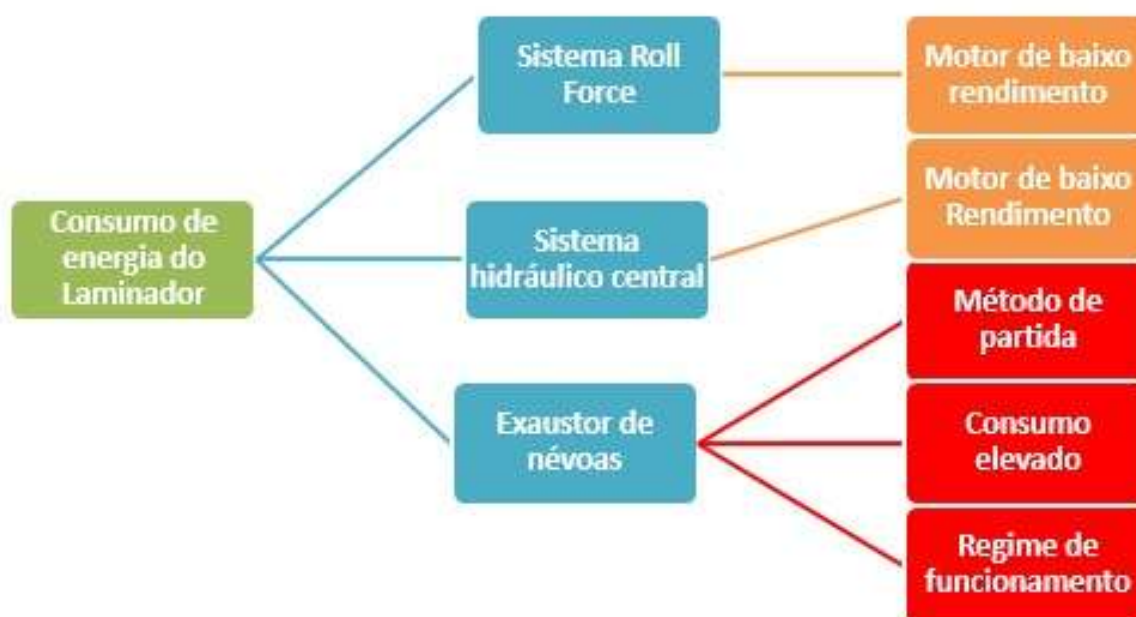 Consumo de
energia do
Laminador
Sistema Roll
Force
Sistema
hidráulico central
Exaustor de
névoas
Motor de baixo
rendimento
Motor de baixo
Rendimento
Método de
partida
Consumo
elevado
Regime de
funcionamento